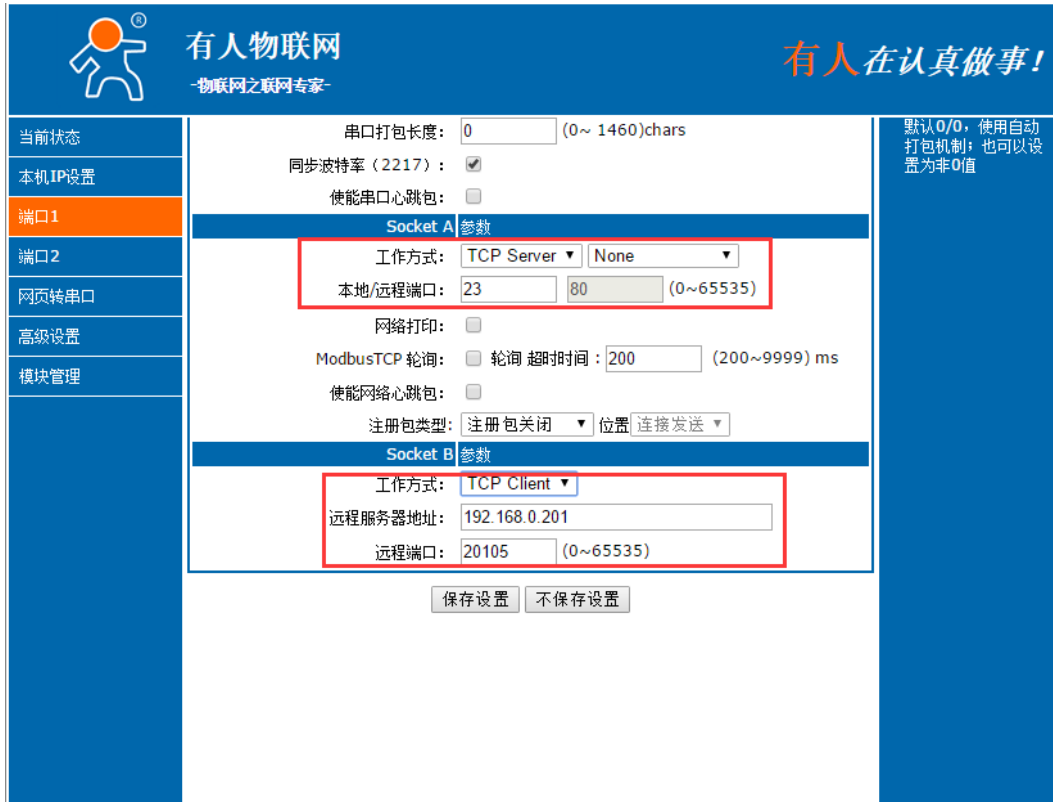 ®
有人物联网
-物联网之联网专家-
有人在认真做事!
当前状态
本机IP设置
端口1
端口2
网页转串口
高级设置
模块管理
串口打包长度: 0 (0~ 1460)chars
同步波特率(2217):
使能串口心跳包:
Socket A 参数
工作方式: TCP Server None
本地/远程端口: 23 80 (0~65535)
网络打印:
ModbusTCP 轮询: 轮询 超时时间:200 (200~9999) ms
使能网络心跳包:
注册包类型: 注册包关闭 位置 连接发送
Socket B 参数
工作方式: TCP Client
远程服务器地址: 192.168.0.201
远程端口: 20105 (0~65535)
保存设置 不保存设置
默认0/0,使用自动
打包机制;也可以设
置为非0值